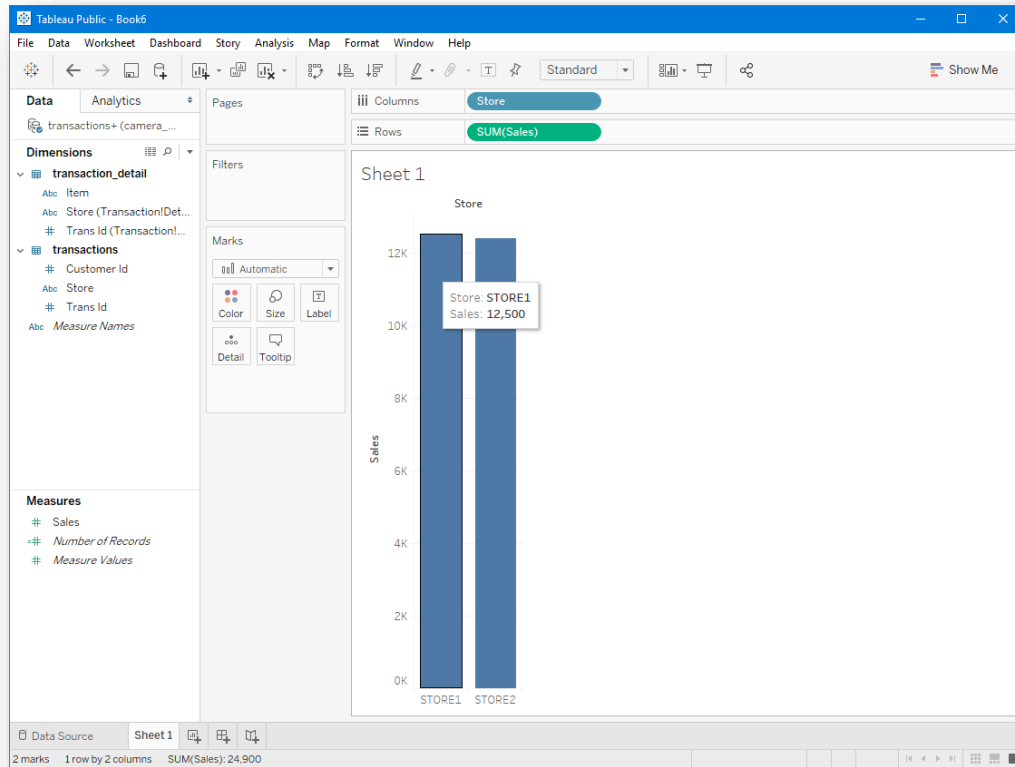 Tableau Public - Book6
File Data Worksheet Dashboard Story Analysis Map Format Window Help
Standard
Show Me
Data Analytics
transactions+ (camera_...
Dimensions
transaction_detail
Abc Item
Abc Store (Transaction!Det...
# Trans Id (Transaction!...
transactions
# Customer Id
Abc Store
# Trans Id
Abc Measure Names
Measures
# Sales
=# Number of Records
# Measure Values
Pages
Filters
Marks
Automatic
Color Size Label
Detail Tooltip
Columns Store
Rows SUM(Sales)
Sheet 1
Store
12K
10K
8K
6K
4K
2K
0K
Sales
Store: STORE1
Sales: 12,500
STORE1 STORE2
Data Source Sheet 1
2 marks 1 row by 2 columns SUM(Sales): 24,900